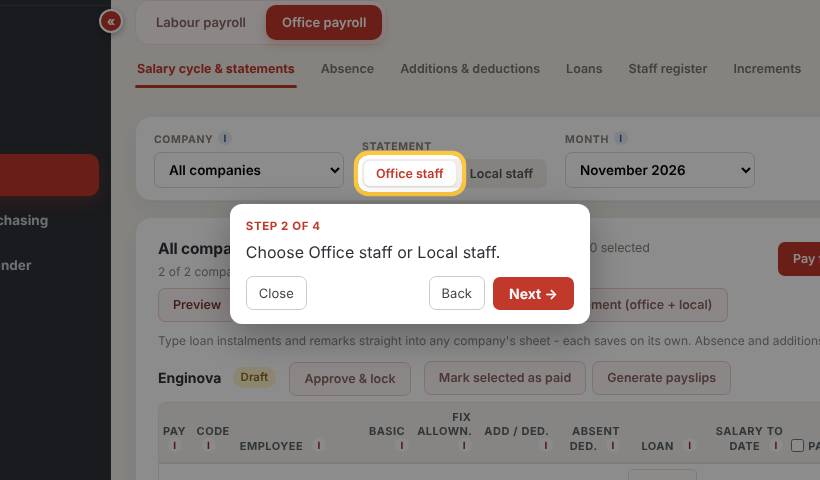 «
Labour payroll Office payroll
Salary cycle & statements Absence Additions & deductions Loans Staff register Increments
COMPANY i STATEMENT MONTH i
All companies Office staff Local staff November 2026
chasing
nder
STEP 2 OF 4
Choose Office staff or Local staff.
Close Back Next →
All compa 0 selected
2 of 2 compa
Pay
Preview ment (office + local)
Type loan instalments and remarks straight into any company's sheet - each saves on its own. Absence and additions
Enginova Draft Approve & lock Mark selected as paid Generate payslips
PAY i CODE i EMPLOYEE i BASIC i FIX ALLOWN. i ADD / DED. i ABSENT DED. i LOAN i SALARY TO DATE i PA